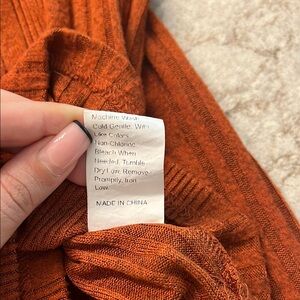 Machine Wash
Cold Gentle, With
Like Colors.
Non-Chlorine
Bleach When
Needed. Tumble
Dry Low. Remove
Promptly. Iron
Low.
MADE IN CHINA